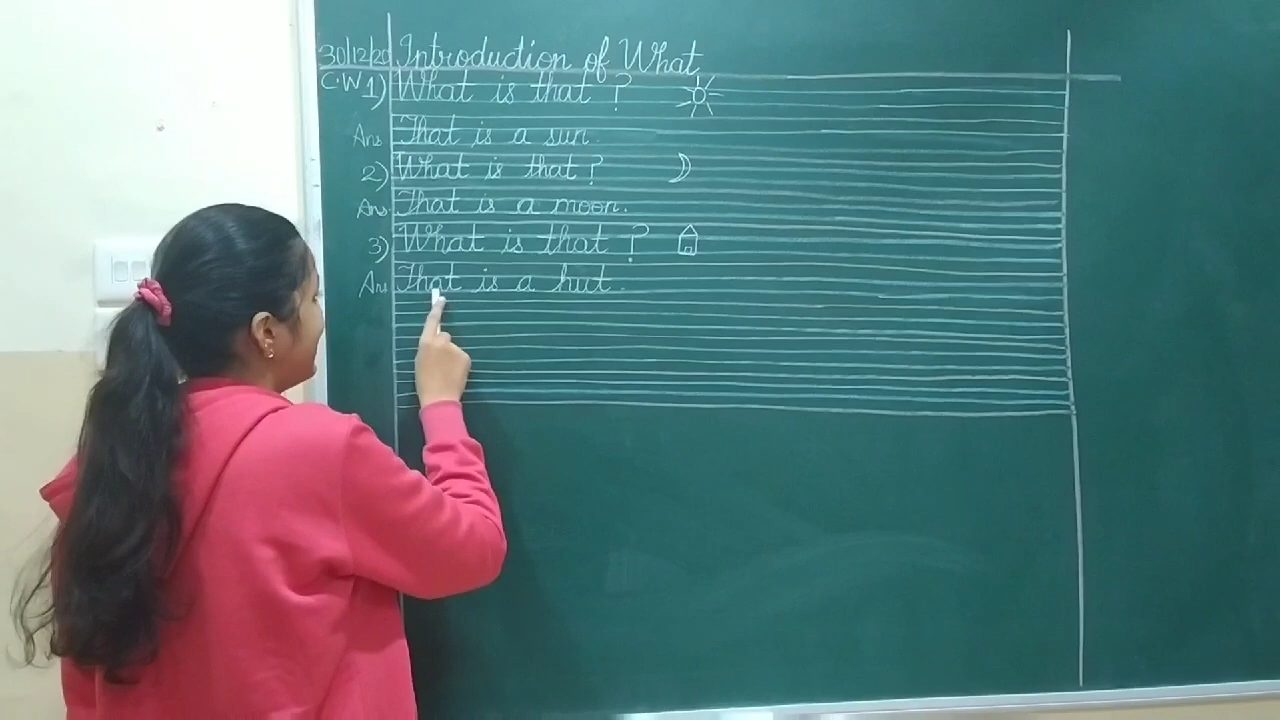 30/12/20 Introduction of What
C.W 1) What is that ?
Ans That is a sun.
2) What is that ?
Ans. That is a moon.
3) What is that ?
Ans That is a hut.